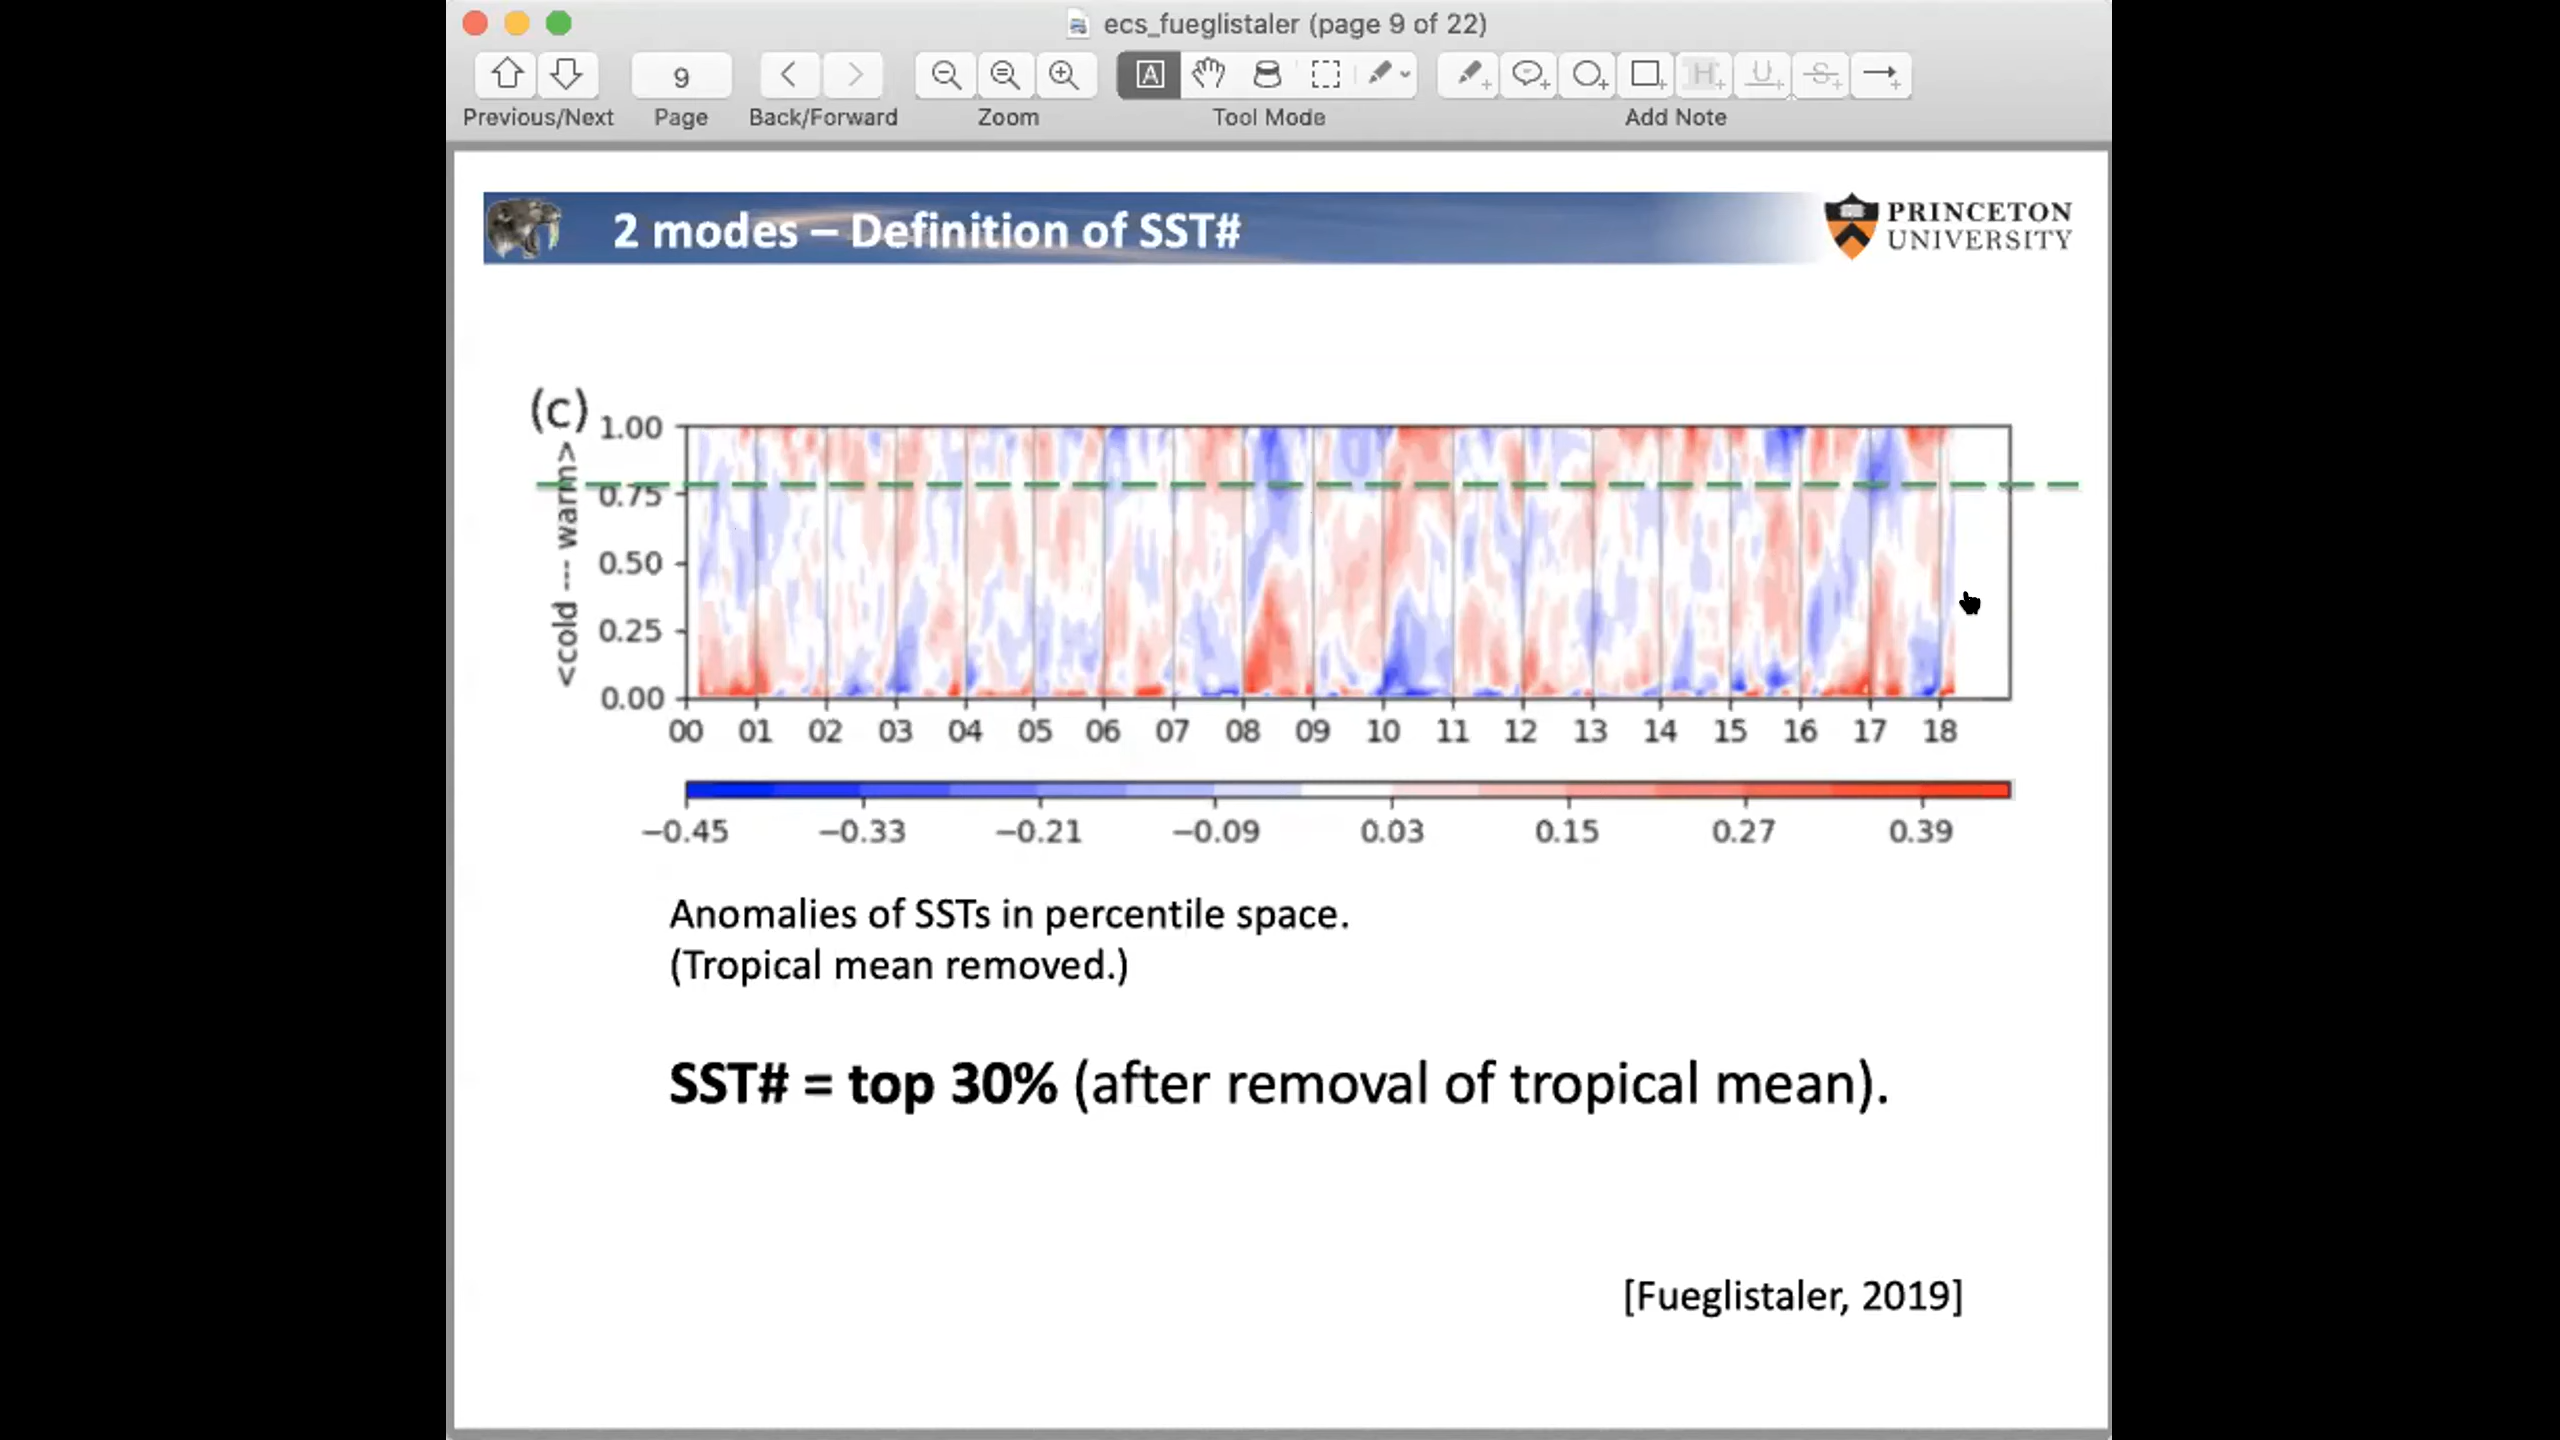 ecs_fueglistaler (page 9 of 22)
9
Previous/Next Page Back/Forward Zoom Tool Mode Add Note
2 modes – Definition of SST#
PRINCETON
UNIVERSITY
(c)
<cold --- warm>
1.00
0.75
0.50
0.25
0.00
00 01 02 03 04 05 06 07 08 09 10 11 12 13 14 15 16 17 18
−0.45 −0.33 −0.21 −0.09 0.03 0.15 0.27 0.39
Anomalies of SSTs in percentile space.
(Tropical mean removed.)
SST# = top 30% (after removal of tropical mean).
[Fueglistaler, 2019]